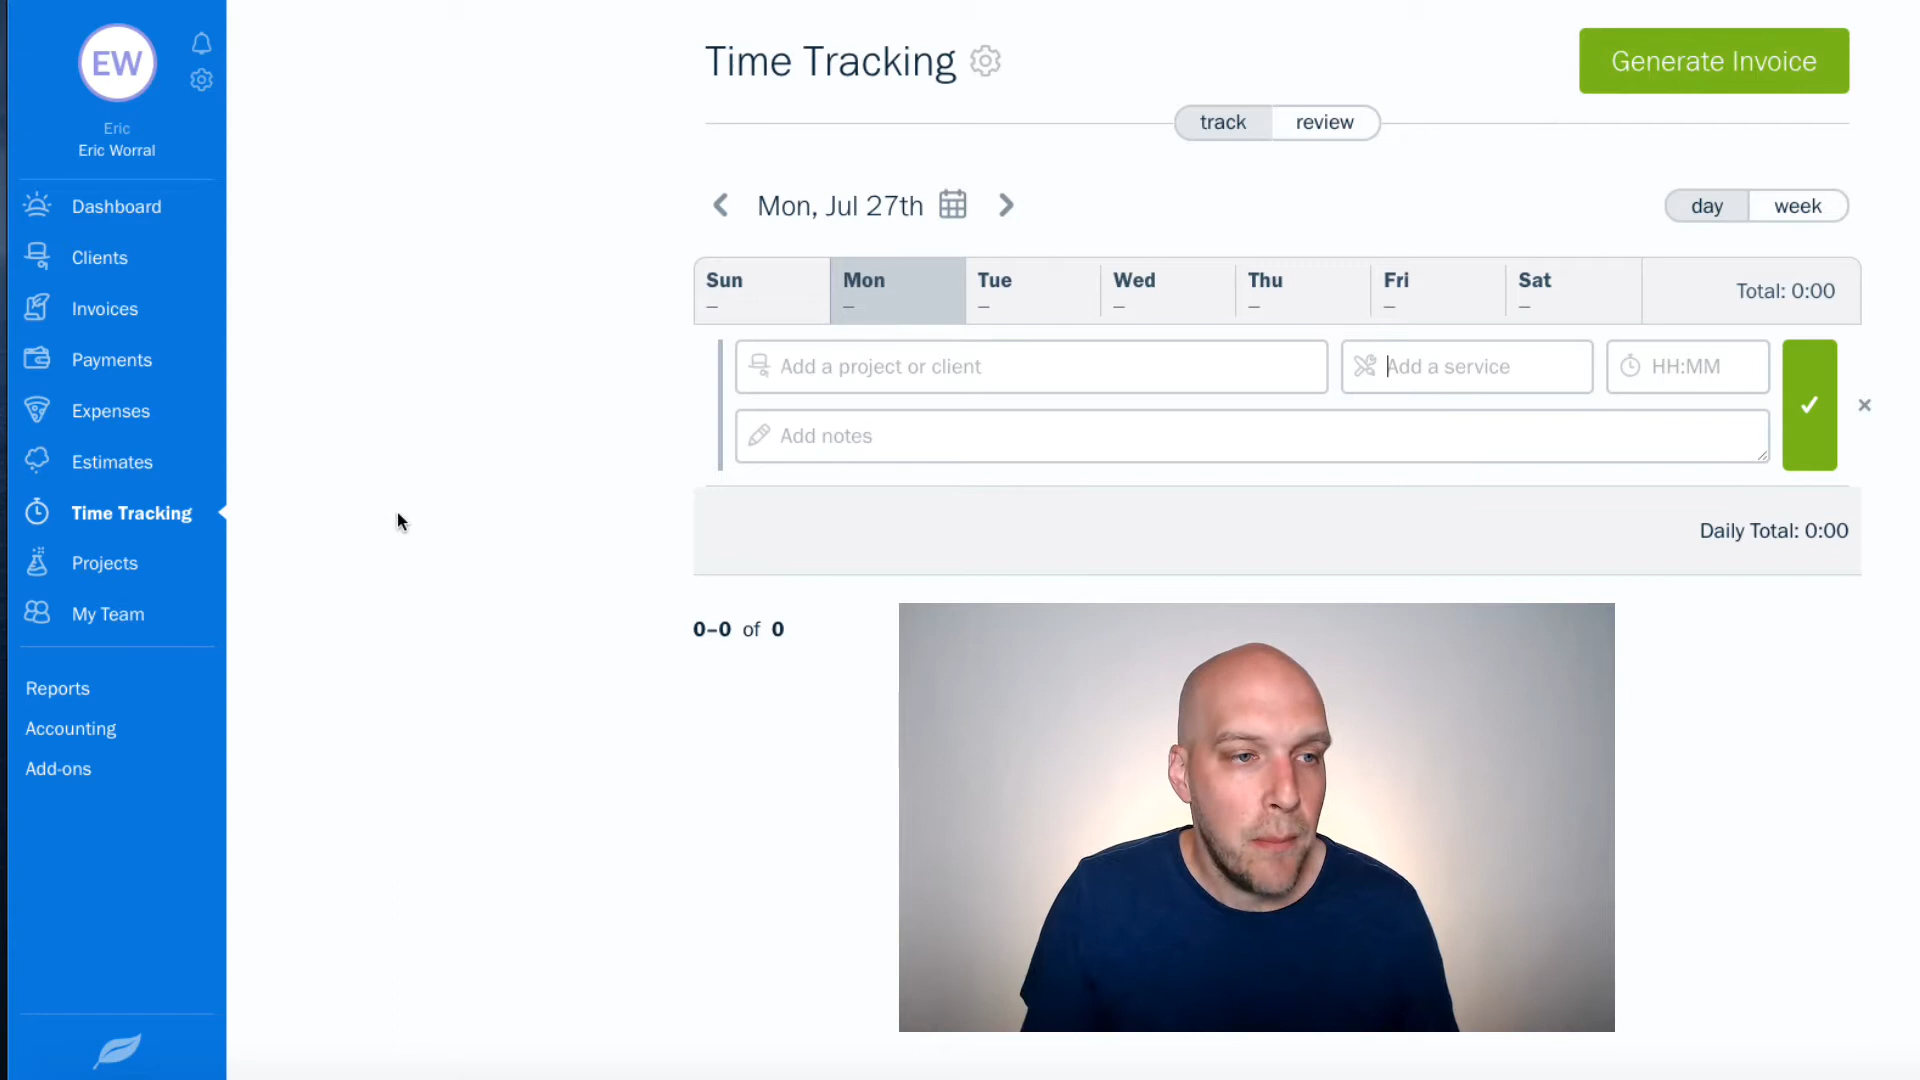 EW
Eric
Eric Worral
Dashboard
Clients
Invoices
Payments
Expenses
Estimates
Time Tracking
Projects
My Team
Reports
Accounting
Add-ons
Time Tracking
Generate Invoice
track
review
Mon, Jul 27th
day
week
Sun
–
Mon
–
Tue
–
Wed
–
Thu
–
Fri
–
Sat
–
Total: 0:00
Add a project or client
Add a service
HH:MM
Add notes
Daily Total: 0:00
0–0 of 0